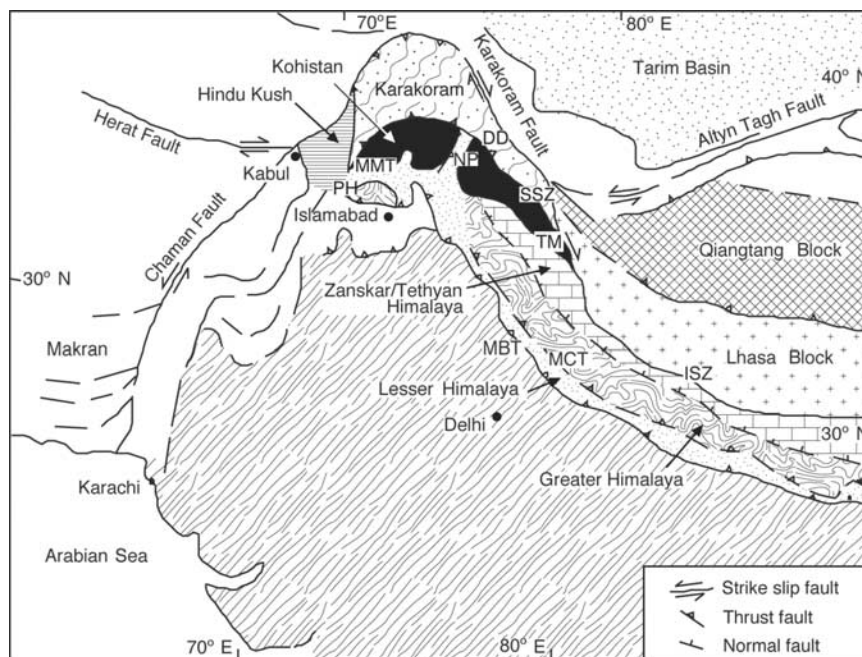 70° E
80° E
Tarim Basin
40° N
Kohistan
Hindu Kush
Karakoram
Karakoram Fault
Altyn Tagh Fault
Herat Fault
Kabul
DD
NP
MMT
PH
SSZ
Islamabad
Chaman Fault
TM
Qiangtang Block
30° N
Zanskar/Tethyan
Himalaya
Makran
MBT
MCT
ISZ
Lhasa Block
Lesser Himalaya
Delhi
30° N
Greater Himalaya
Karachi
Arabian Sea
Strike slip fault
Thrust fault
Normal fault
70° E
80° E